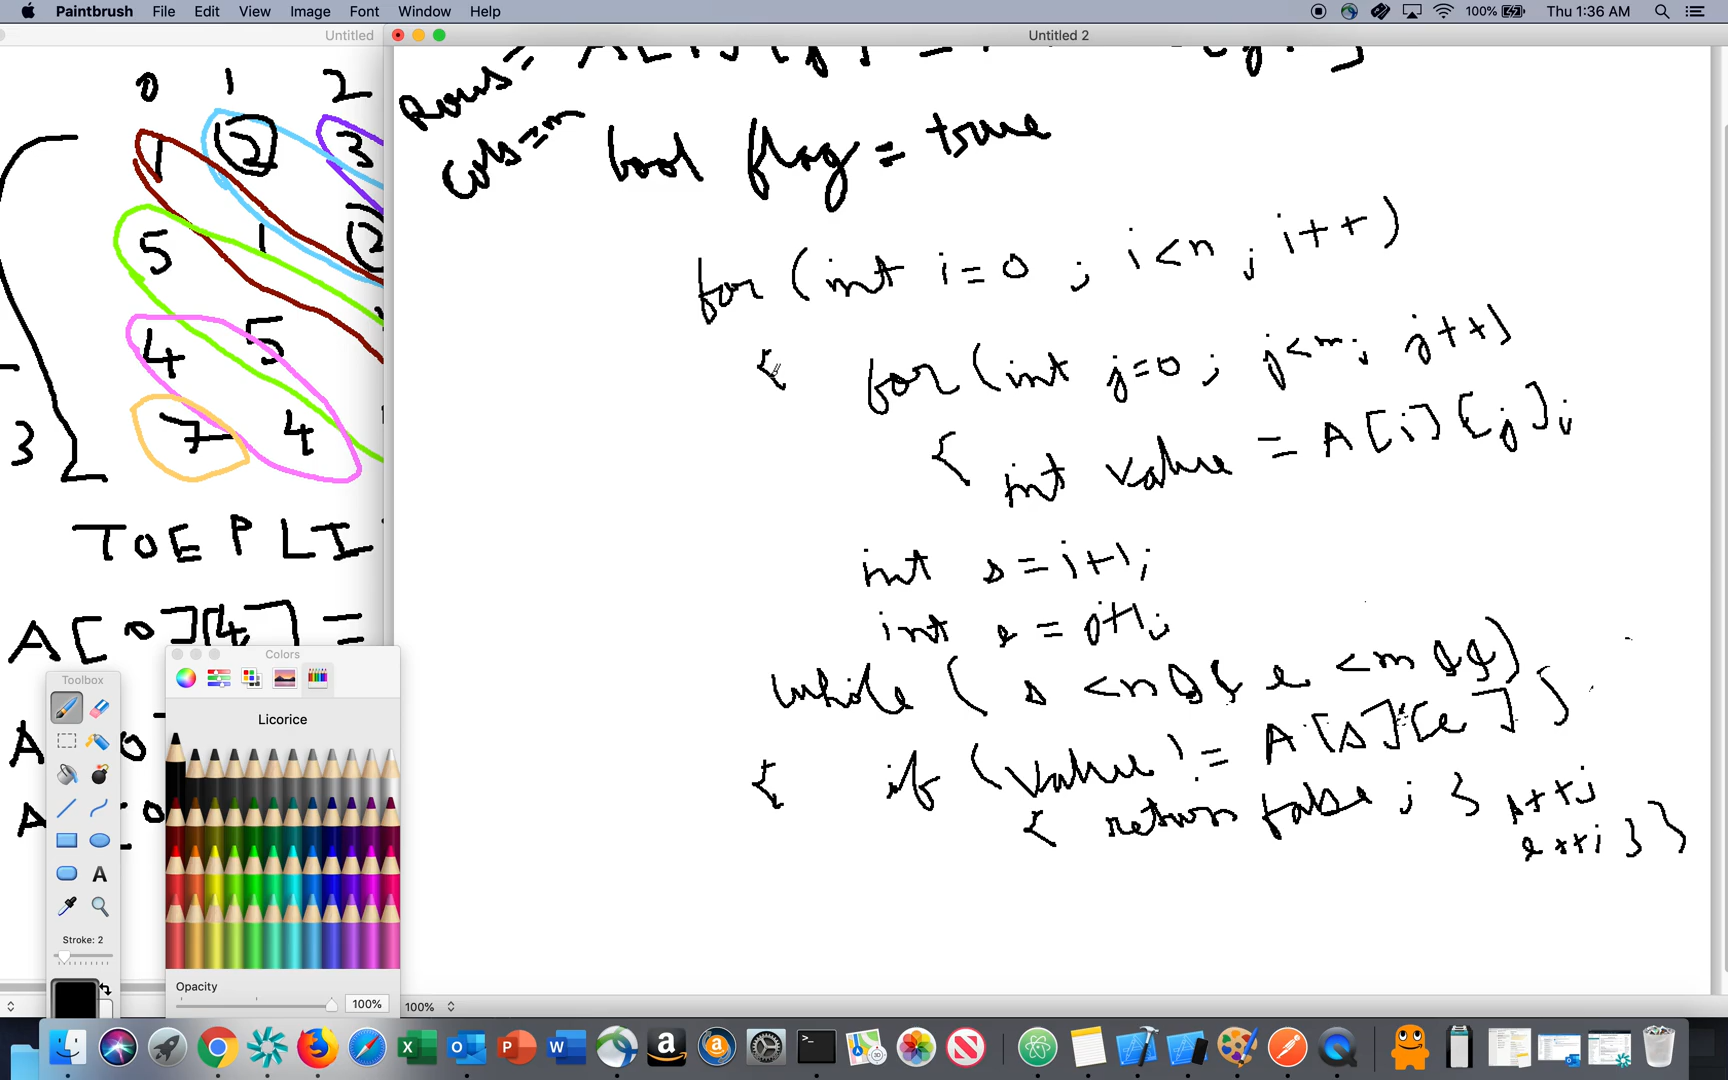 Paintbrush File Edit View Image Font Window Help 100% Thu 1:36 AM
Untitled
Untitled 2
0 1 2
1 2 3
5 1 2
4 5
3 7 4
TOEPLI
A[0][4] =
A 0
A[0
Rows=
Cols=m bool flag = true
for (int i=0 ; i<n ; i++)
{ for (int j=0 ; j<m; j++)
{ int value = A[i][j];
int s=i+1;
int e = j+1;
while ( s <n && e <m &&)
if (value != A[s][e] )
{ { return false ; } s++;
e++; } }
Toolbox
Stroke: 2
Colors
Licorice
Opacity
100%
100%